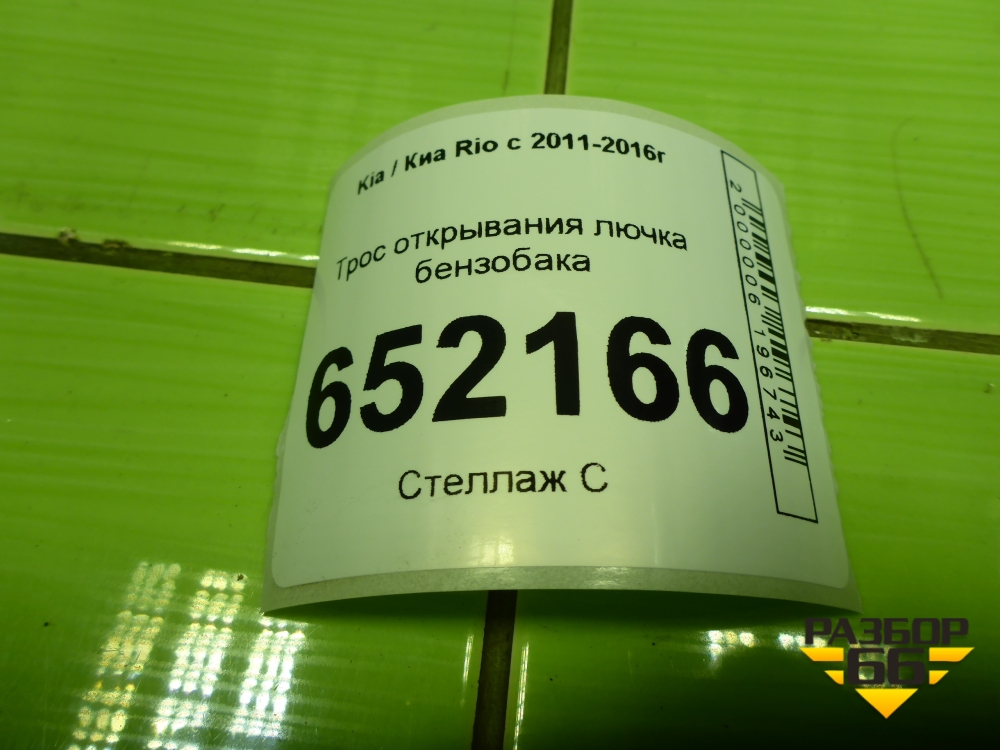 Kia / Киа Rio с 2011-2016г
Трос открывания лючка
бензобака
652166
Стеллаж С
2000006196743
РАЗБОР
66